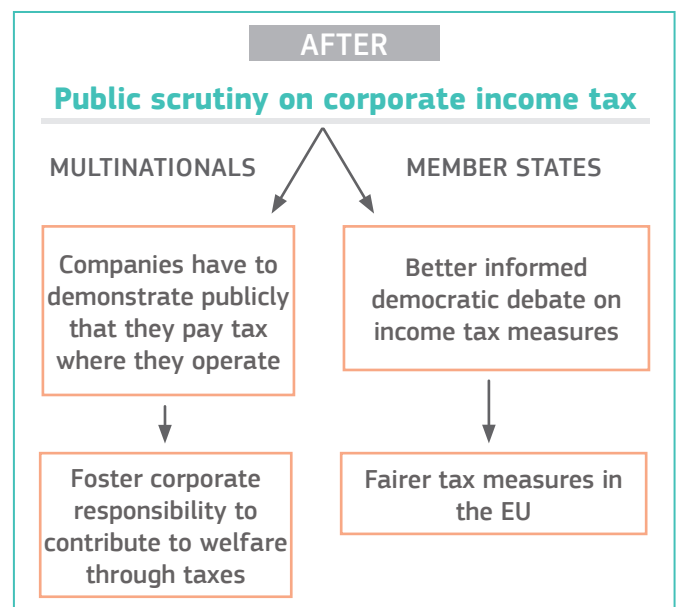 AFTER
Public scrutiny on corporate income tax
MULTINATIONALS
MEMBER STATES
Companies have to
demonstrate publicly
that they pay tax
where they operate
Better informed
democratic debate on
income tax measures
Foster corporate
responsibility to
contribute to welfare
through taxes
Fairer tax measures in
the EU